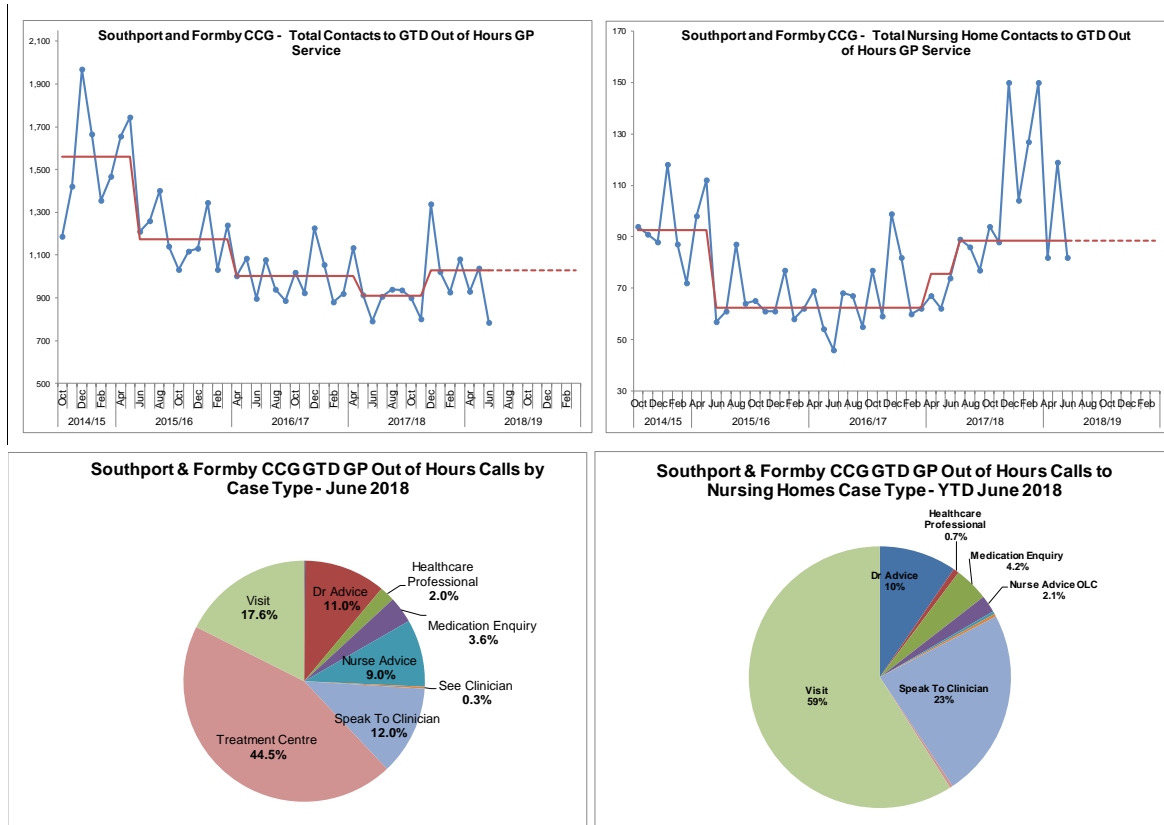 Southport and Formby CCG - Total Contacts to GTD Out of Hours GP
Service
2,100
1,900
1,700
1,500
1,300
1,100
900
700
500
Oct Dec Feb Apr Jun Aug Oct Dec Feb Apr Jun Aug Oct Dec Feb Apr Jun Aug Oct Dec Feb Apr Jun Aug Oct Dec Feb
2014/15 2015/16 2016/17 2017/18 2018/19
Southport and Formby CCG - Total Nursing Home Contacts to GTD Out
of Hours GP Service
170
150
130
110
90
70
50
30
Oct Dec Feb Apr Jun Aug Oct Dec Feb Apr Jun Aug Oct Dec Feb Apr Jun Aug Oct Dec Feb Apr Jun Aug Oct Dec Feb
2014/15 2015/16 2016/17 2017/18 2018/19
Southport & Formby CCG GTD GP Out of Hours Calls by
Case Type - June 2018
Dr Advice
11.0%
Healthcare
Professional
2.0%
Medication Enquiry
3.6%
Nurse Advice
9.0%
See Clinician
0.3%
Speak To Clinician
12.0%
Treatment Centre
44.5%
Visit
17.6%
Southport & Formby CCG GTD GP Out of Hours Calls to
Nursing Homes Case Type - YTD June 2018
Dr Advice
10%
Healthcare
Professional
0.7%
Medication Enquiry
4.2%
Nurse Advice OLC
2.1%
Speak To Clinician
23%
Visit
59%